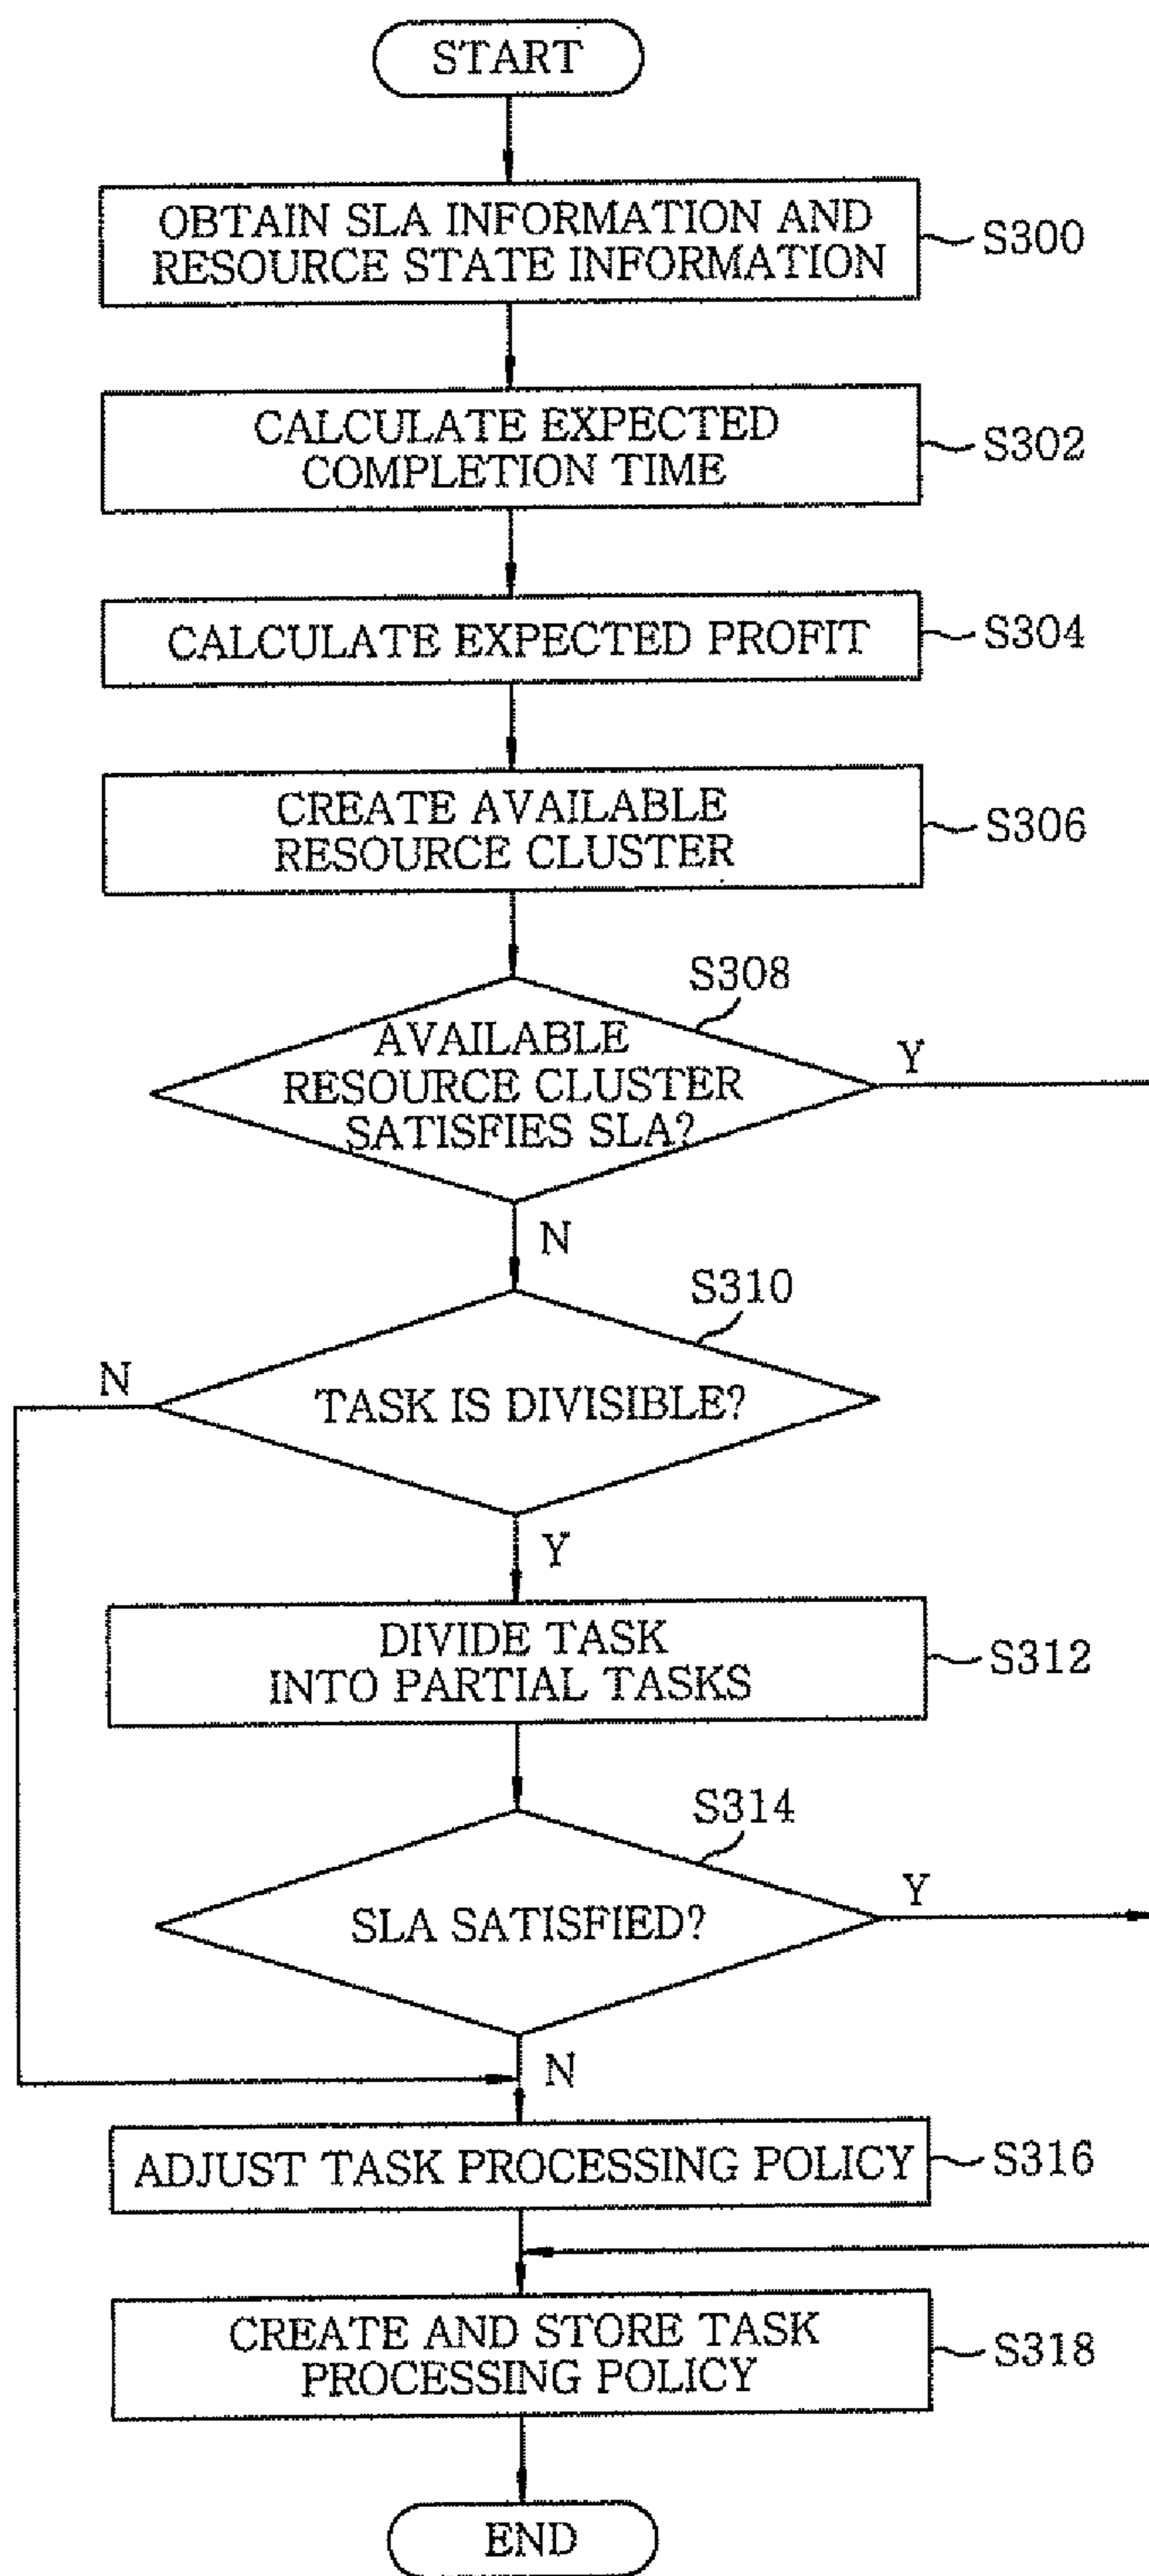 START
OBTAIN SLA INFORMATION AND
RESOURCE STATE INFORMATION
S300
CALCULATE EXPECTED
COMPLETION TIME
S302
CALCULATE EXPECTED PROFIT
S304
CREATE AVAILABLE
RESOURCE CLUSTER
S306
S308
AVAILABLE
RESOURCE CLUSTER
SATISFIES SLA?
Y
N
S310
N
TASK IS DIVISIBLE?
Y
DIVIDE TASK
INTO PARTIAL TASKS
S312
S314
Y
SLA SATISFIED?
N
ADJUST TASK PROCESSING POLICY
S316
CREATE AND STORE TASK
PROCESSING POLICY
S318
END